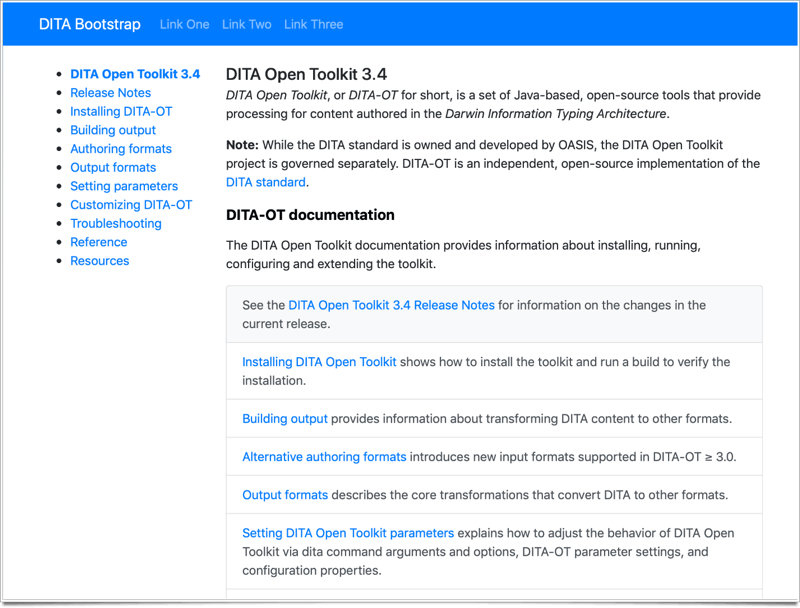 DITA Bootstrap Link One Link Two Link Three
DITA Open Toolkit 3.4
Release Notes
Installing DITA-OT
Building output
Authoring formats
Output formats
Setting parameters
Customizing DITA-OT
Troubleshooting
Reference
Resources
DITA Open Toolkit 3.4
DITA Open Toolkit, or DITA-OT for short, is a set of Java-based, open-source tools that provide
processing for content authored in the Darwin Information Typing Architecture.
Note: While the DITA standard is owned and developed by OASIS, the DITA Open Toolkit
project is governed separately. DITA-OT is an independent, open-source implementation of the
DITA standard.
DITA-OT documentation
The DITA Open Toolkit documentation provides information about installing, running,
configuring and extending the toolkit.
See the DITA Open Toolkit 3.4 Release Notes for information on the changes in the
current release.
Installing DITA Open Toolkit shows how to install the toolkit and run a build to verify the
installation.
Building output provides information about transforming DITA content to other formats.
Alternative authoring formats introduces new input formats supported in DITA-OT ≥ 3.0.
Output formats describes the core transformations that convert DITA to other formats.
Setting DITA Open Toolkit parameters explains how to adjust the behavior of DITA Open
Toolkit via dita command arguments and options, DITA-OT parameter settings, and
configuration properties.